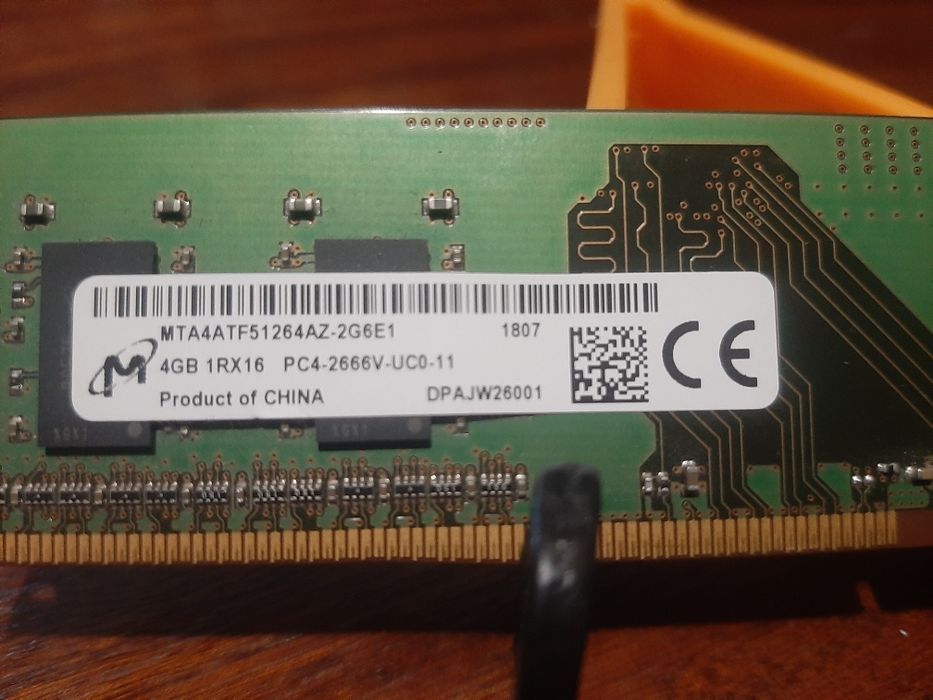 MTA4ATF51264AZ-2G6E1 1807
4GB 1RX16 PC4-2666V-UC0-11
Product of CHINA DPAJW26001
CE